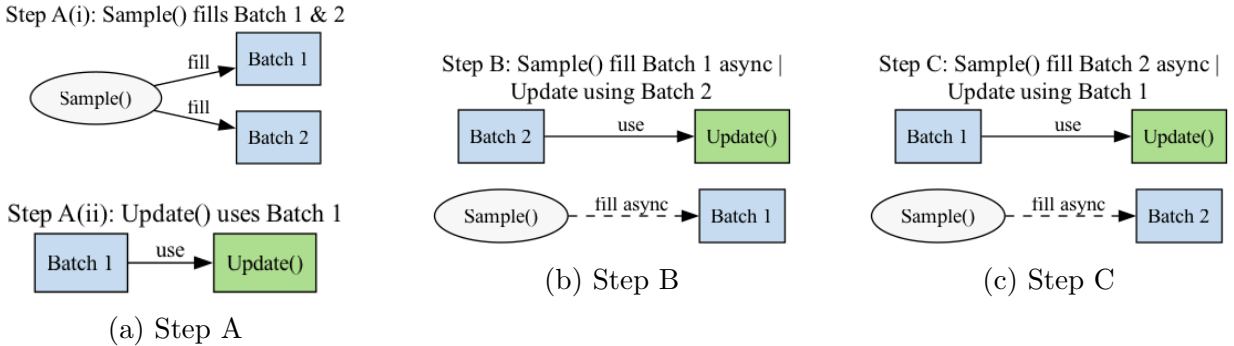 Step A(i): Sample() fills Batch 1 & 2
Sample()
fill
fill
Batch 1
Batch 2
Step A(ii): Update() uses Batch 1
Batch 1
use
Update()
(a) Step A
Step B: Sample() fill Batch 1 async |
Update using Batch 2
Batch 2
use
Update()
Sample()
fill async
Batch 1
(b) Step B
Step C: Sample() fill Batch 2 async |
Update using Batch 1
Batch 1
use
Update()
Sample()
fill async
Batch 2
(c) Step C